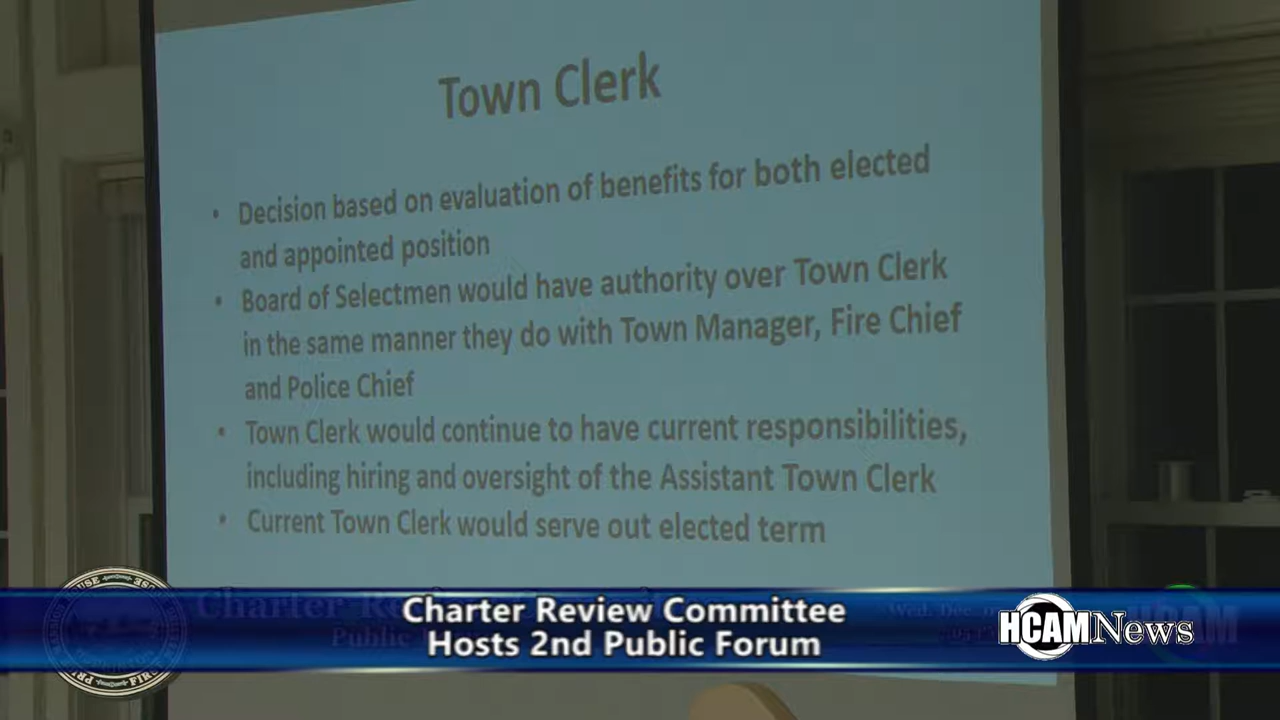 Town Clerk
• Decision based on evaluation of benefits for both elected
and appointed position
• Board of Selectmen would have authority over Town Clerk
in the same manner they do with Town Manager, Fire Chief
and Police Chief
• Town Clerk would continue to have current responsibilities,
including hiring and oversight of the Assistant Town Clerk
• Current Town Clerk would serve out elected term
Charter Review Committee
Hosts 2nd Public Forum
HCAMNews